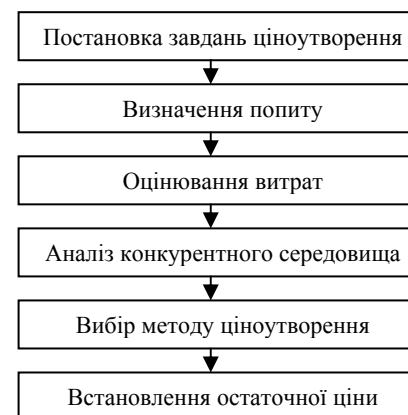 Постановка завдань ціноутворення
Визначення попиту
Оцінювання витрат
Аналіз конкурентного середовища
Вибір методу ціноутворення
Встановлення остаточної ціни